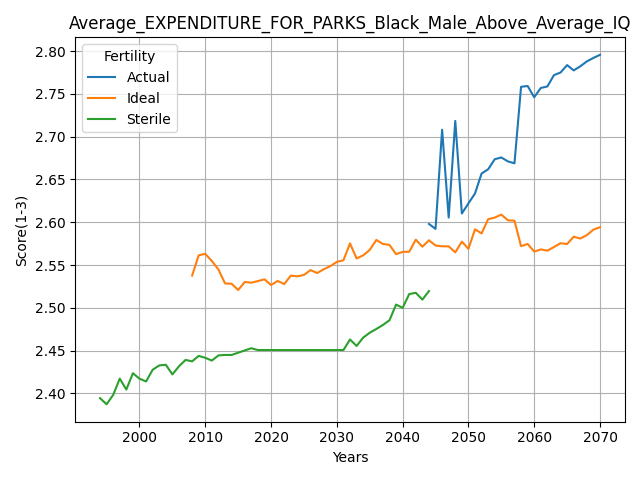 Average_EXPENDITURE_FOR_PARKS_Black_Male_Above_Average_IQ
Fertility
Actual
Ideal
Sterile
Score(1-3)
2.80
2.75
2.70
2.65
2.60
2.55
2.50
2.45
2.40
2000
2010
2020
2030
2040
2050
2060
2070
Years